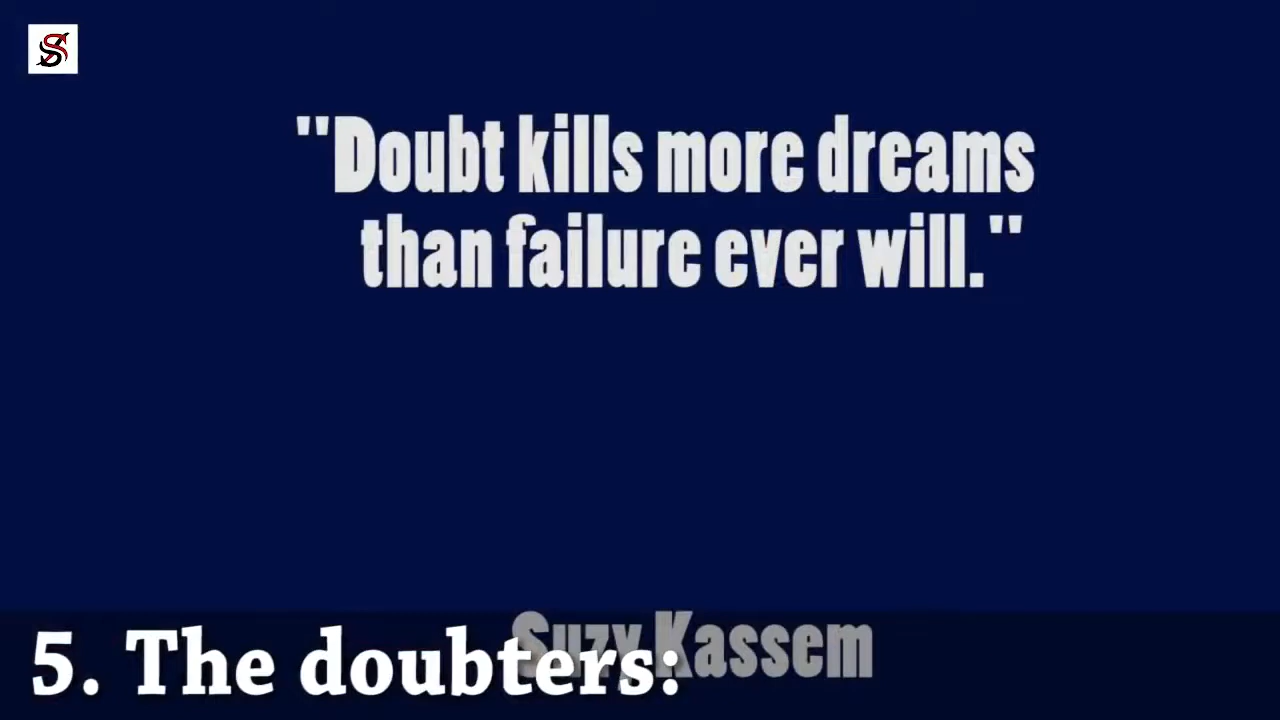 "Doubt kills more dreams
than failure ever will."
Suzy Kassem
5. The doubters: